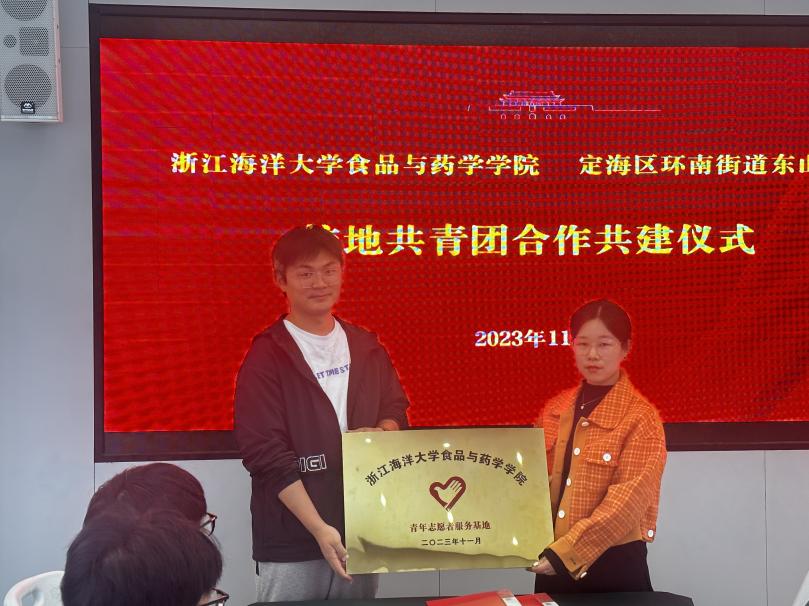 浙江海洋大学食品与药学学院 定海区环南街道东山
地共青团合作共建仪式
2023年11
ET TIME ST
IGI
浙江海洋大学食品与药学学院
青年志愿者服务基地
二〇二三年十一月